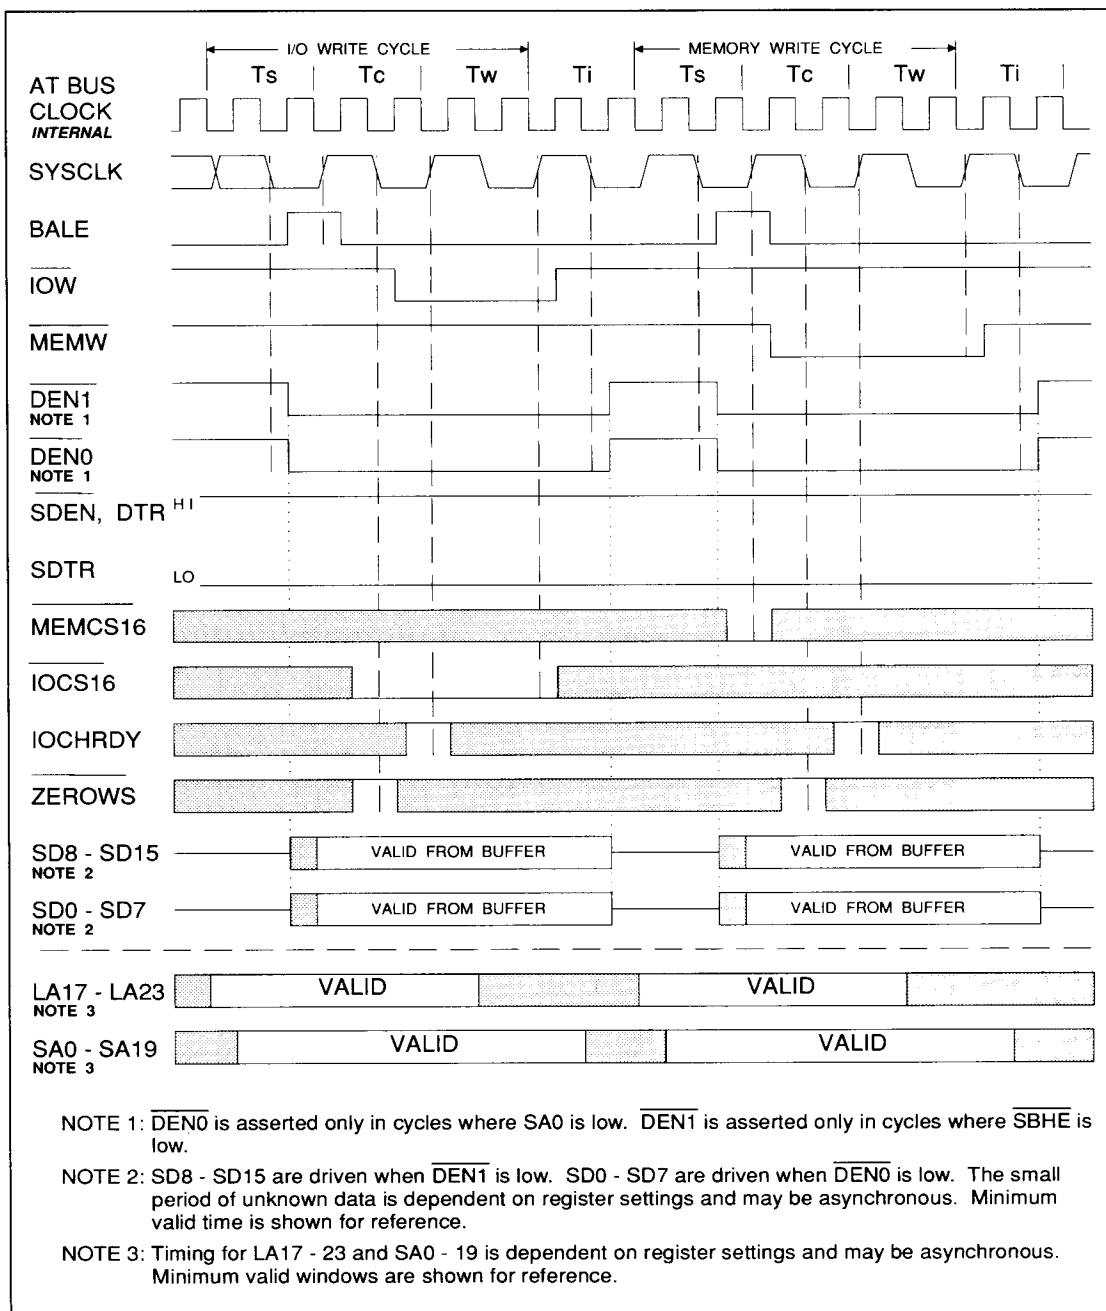 I/O WRITE CYCLE MEMORY WRITE CYCLE
Ts Tc Tw Ti Ts Tc Tw Ti
AT BUS
CLOCK
INTERNAL
SYSCLK
BALE
IOW
MEMW
DEN1
NOTE 1
DEN0
NOTE 1
SDEN, DTR HI
SDTR LO
MEMCS16
IOCS16
IOCHRDY
ZEROWS
SD8 - SD15 VALID FROM BUFFER VALID FROM BUFFER
NOTE 2
SD0 - SD7 VALID FROM BUFFER VALID FROM BUFFER
NOTE 2
LA17 - LA23 VALID VALID
NOTE 3
SA0 - SA19 VALID VALID
NOTE 3
NOTE 1: DEN0 is asserted only in cycles where SA0 is low. DEN1 is asserted only in cycles where SBHE is
low.
NOTE 2: SD8 - SD15 are driven when DEN1 is low. SD0 - SD7 are driven when DEN0 is low. The small
period of unknown data is dependent on register settings and may be asynchronous. Minimum
valid time is shown for reference.
NOTE 3: Timing for LA17 - 23 and SA0 - 19 is dependent on register settings and may be asynchronous.
Minimum valid windows are shown for reference.